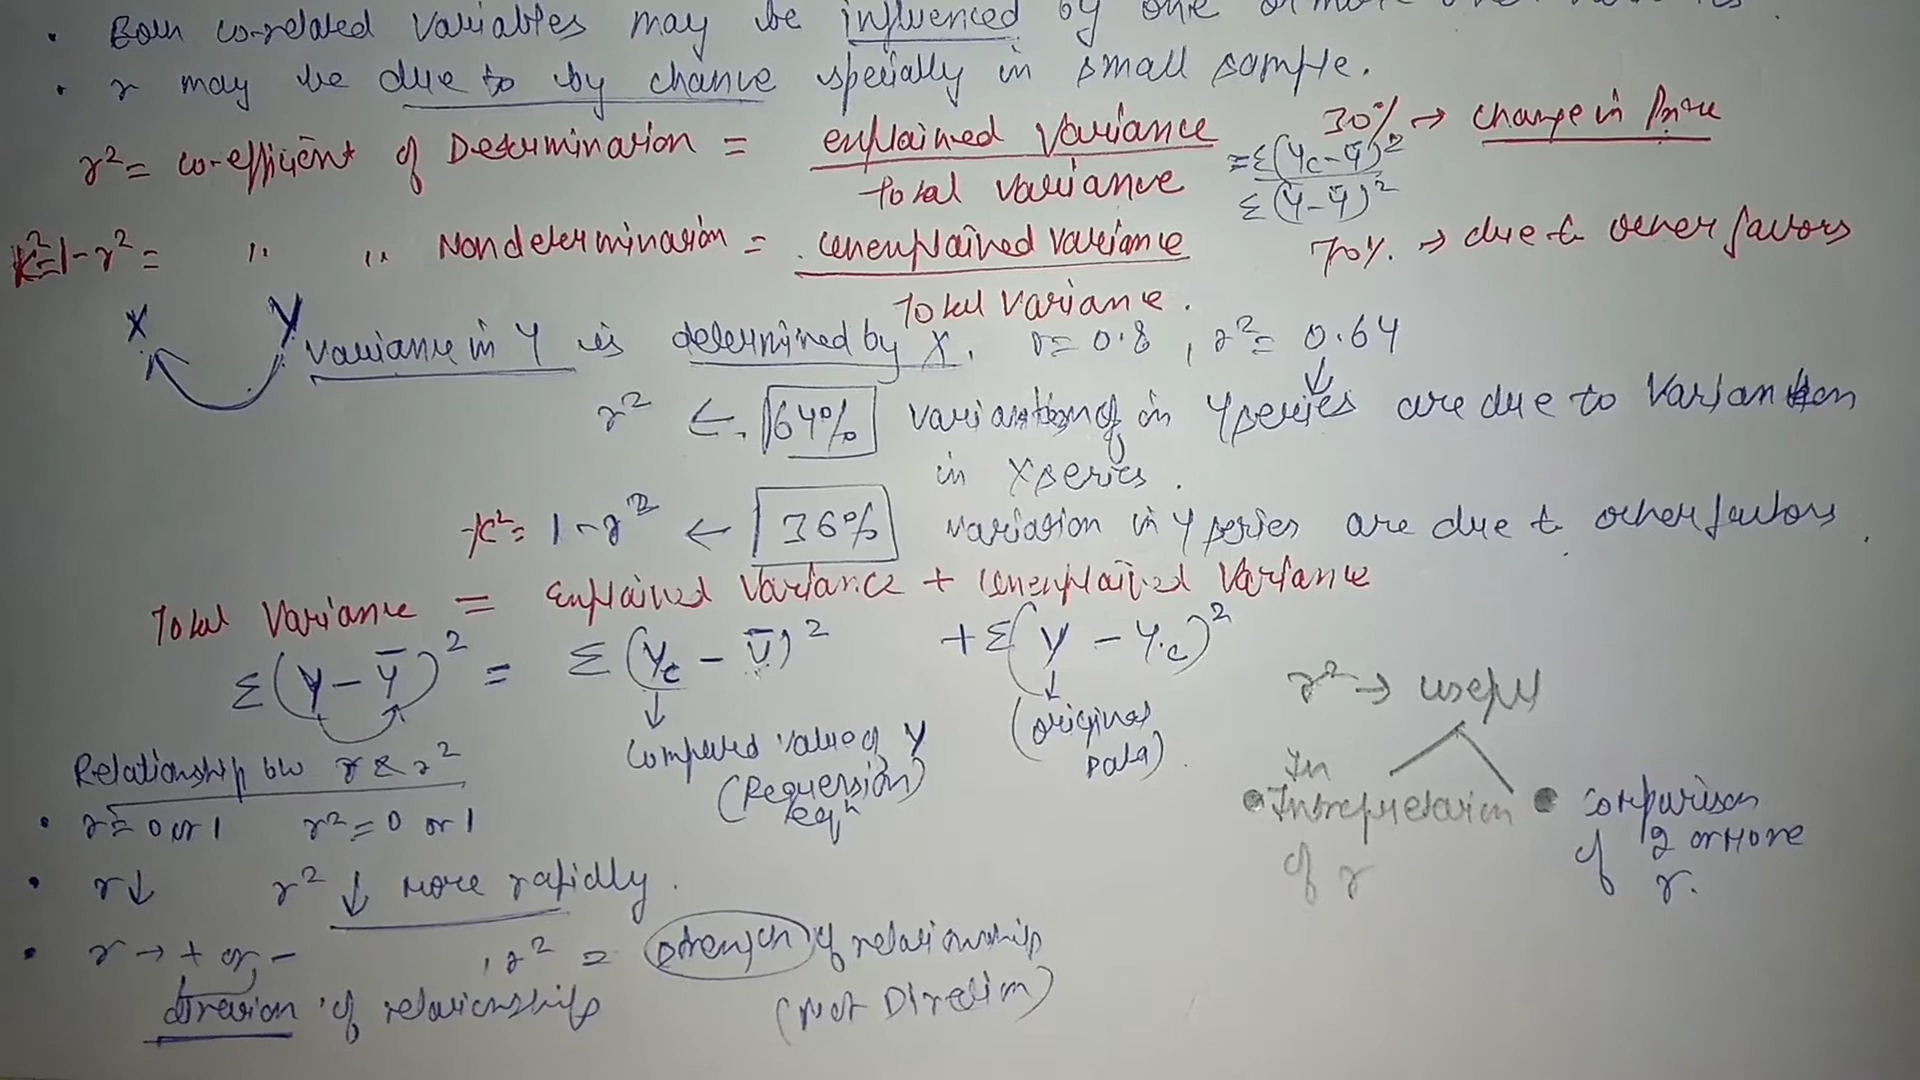 • Both co-related variables may be influenced by one or more
• r may be due to by chance specially in small sample.
r² = co-efficient of Determination = explained variance / Total variance = Σ(Yc-Ȳ)² / Σ(Y-Ȳ)² 30% → change in Price
K²=1-r² = " " Nondetermination = unexplained variance / Total variance. 70% → due to other factors
X Y
variance in Y is determined by X. r=0.8, r²=0.64
r² ← 64% variation in Y series are due to variation
in X series.
K²= 1-r² ← 36% variation in Y series are due to other factors.
Total variance = Explained variance + unexplained variance
Σ(Y-Ȳ)² = Σ(Yc-Ȳ)² + Σ(Y-Yc)²
computed value of Y
(Regression eqⁿ)
(original data)
r² → useful
In Interpretation of r
• comparison of 2 or More r.
Relationship b/w r & r²
• r=0 or 1 r²=0 or 1
• r↓ r² ↓ More rapidly.
• r → + or - , r² = strength of relationship
direction of relationship (Not Direction)